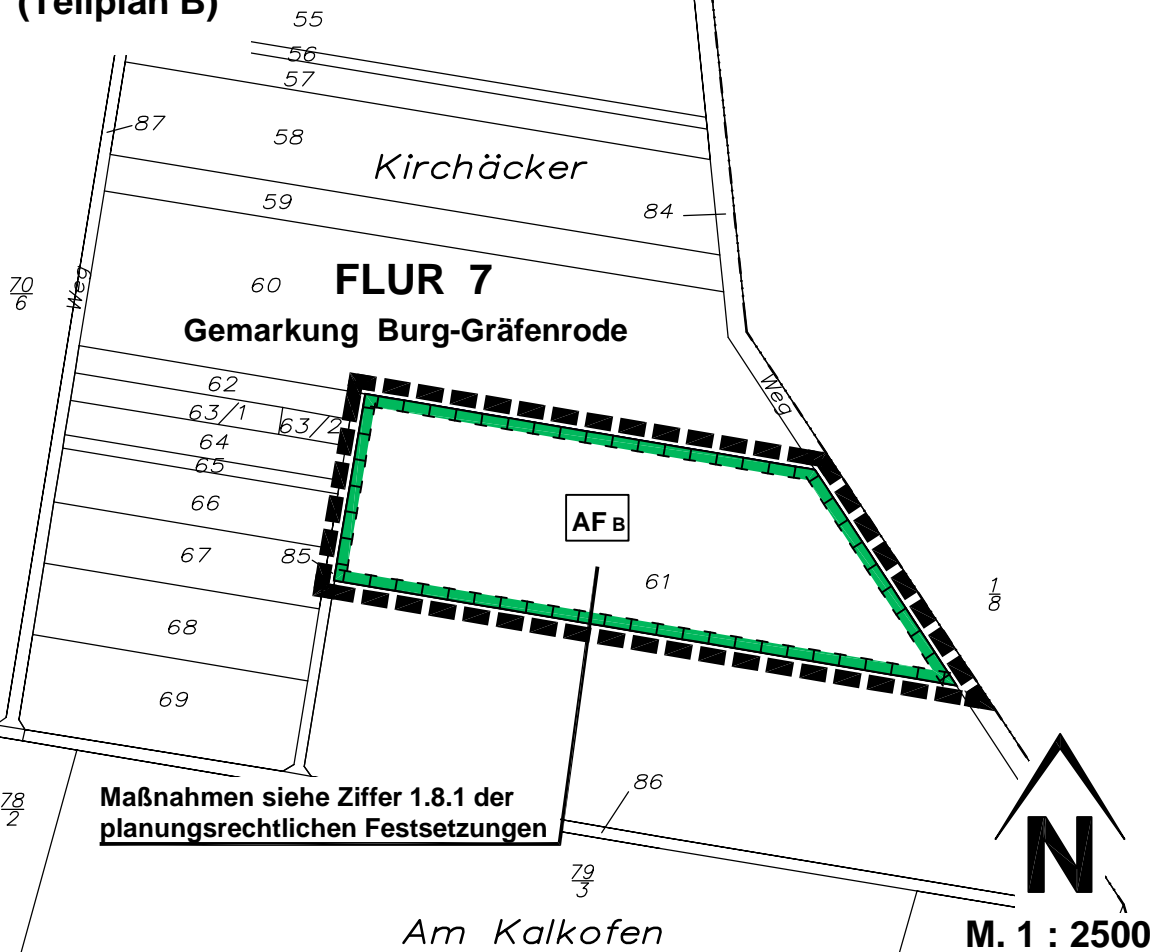 (Teilplan B)
55
56
57
87
58
Kirchäcker
59
84
70
6
Weg
60
FLUR 7
Gemarkung Burg-Gräfenrode
62
Weg
63/1
63/2
64
65
66
AF B
67
85
61
1
8
68
69
86
78
2
Maßnahmen siehe Ziffer 1.8.1 der
planungsrechtlichen Festsetzungen
79
3
N
Am Kalkofen
M. 1 : 2500